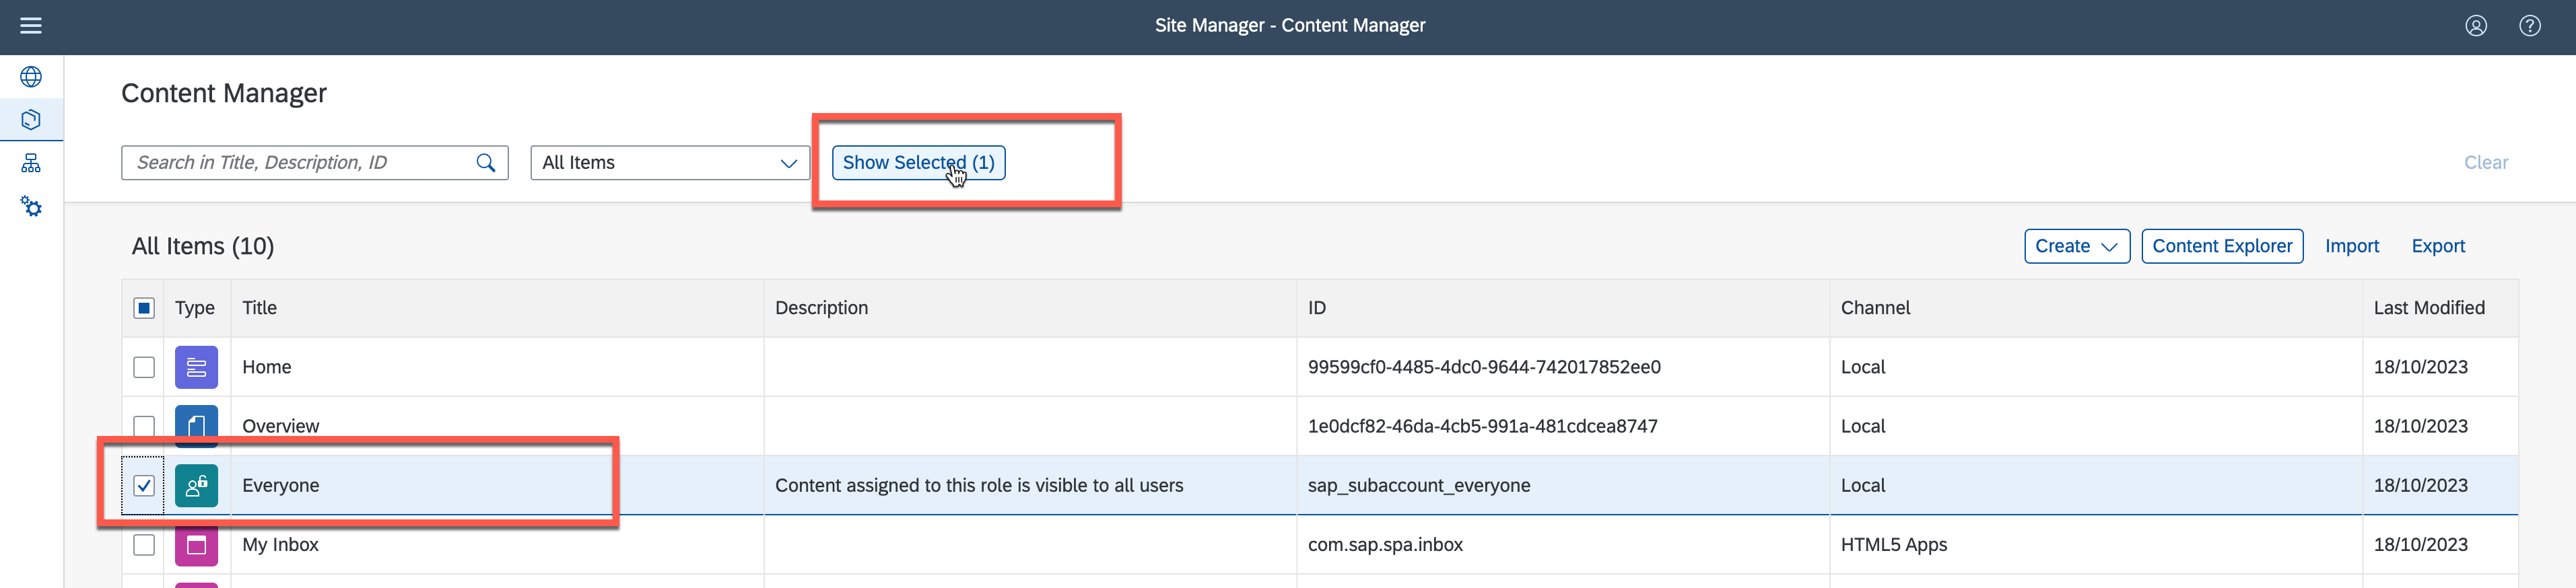 Site Manager - Content Manager
Content Manager
Search in Title, Description, ID
All Items
Show Selected (1)
Clear
All Items (10)
Create
Content Explorer
Import
Export
Type Title Description ID Channel Last Modified
Home 99599cf0-4485-4dc0-9644-742017852ee0 Local 18/10/2023
Overview 1e0dcf82-46da-4cb5-991a-481cdcea8747 Local 18/10/2023
Everyone Content assigned to this role is visible to all users sap_subaccount_everyone Local 18/10/2023
My Inbox com.sap.spa.inbox HTML5 Apps 18/10/2023